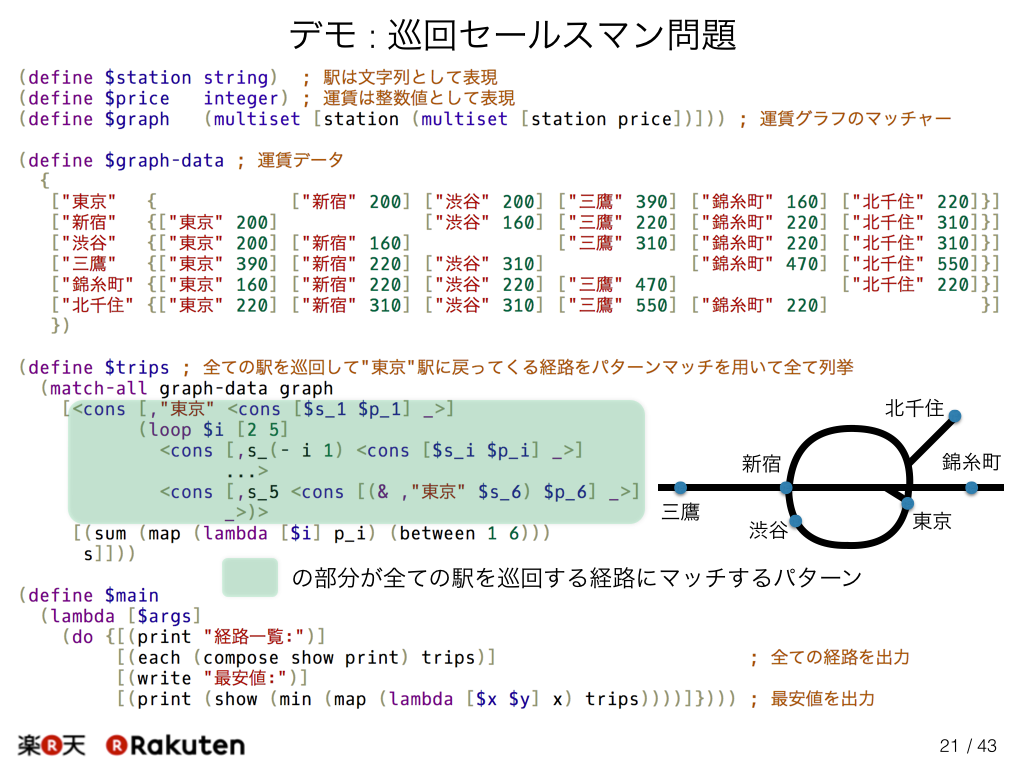 デモ : 巡回セールスマン問題
(define $station string)  ; 駅は文字列として表現
(define $price   integer) ; 運賃は整数値として表現
(define $graph   (multiset [station (multiset [station price])])) ; 運賃グラフのマッチャー
(define $graph-data ; 運賃データ
{
["東京"   {              ["新宿" 200] ["渋谷" 200] ["三鷹" 390] ["錦糸町" 160] ["北千住" 220]}]
["新宿"   {["東京" 200]              ["渋谷" 160] ["三鷹" 220] ["錦糸町" 220] ["北千住" 310]}]
["渋谷"   {["東京" 200] ["新宿" 160]              ["三鷹" 310] ["錦糸町" 220] ["北千住" 310]}]
["三鷹"   {["東京" 390] ["新宿" 220] ["渋谷" 310]              ["錦糸町" 470] ["北千住" 550]}]
["錦糸町" {["東京" 160] ["新宿" 220] ["渋谷" 220] ["三鷹" 470]                ["北千住" 220]}]
["北千住" {["東京" 220] ["新宿" 310] ["渋谷" 310] ["三鷹" 550] ["錦糸町" 220]                }]
})
(define $trips ; 全ての駅を巡回して"東京"駅に戻ってくる経路をパターンマッチを用いて全て列挙
(match-all graph-data graph
[<cons [,"東京" <cons [$s_1 $p_1] _>]
(loop $i [2 5]
<cons [,s_(- i 1) <cons [$s_i $p_i] _>]
...>
<cons [,s_5 <cons [(& ,"東京" $s_6) $p_6] _>]
_>)>
[(sum (map (lambda [$i] p_i) (between 1 6)))
s]]))
北千住
新宿
錦糸町
三鷹
渋谷
東京
の部分が全ての駅を巡回する経路にマッチするパターン
(define $main
(lambda [$args]
(do {[(print "経路一覧:")]
[(each (compose show print) trips)]                        ; 全ての経路を出力
[(write "最安値:")]
[(print (show (min (map (lambda [$x $y] x) trips))))]}))) ; 最安値を出力
楽R天 R Rakuten
21 / 43